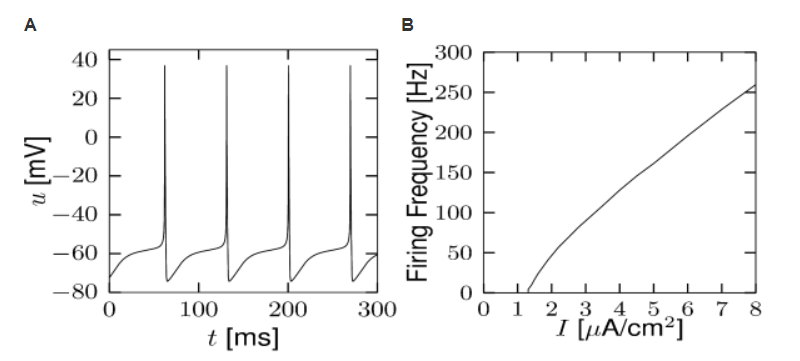 A
B
u [mV]
40
20
0
−20
−40
−60
−80
0 100 200 300
t [ms]
Firing Frequency [Hz]
300
250
200
150
100
50
0
0 1 2 3 4 5 6 7 8
I [μA/cm²]